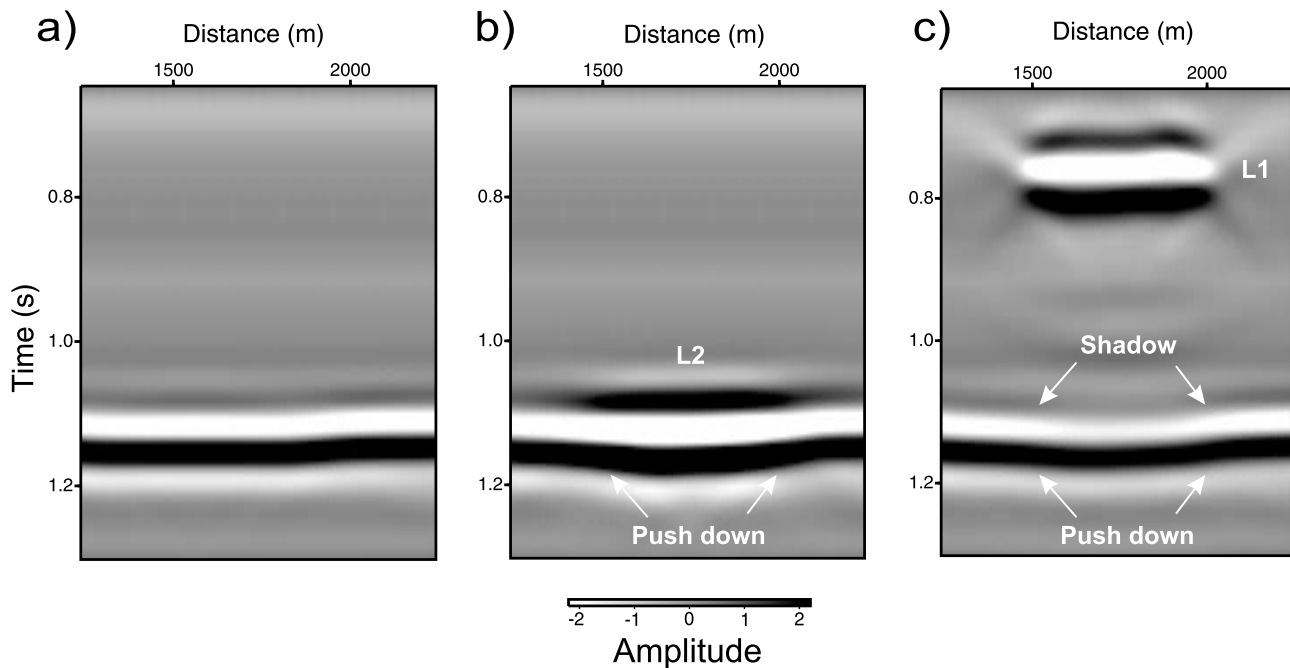 a)
Distance (m)
1500 2000
Time (s)
0.8
1.0
1.2
b)
Distance (m)
1500 2000
0.8
1.0
1.2
L2
Push down
c)
Distance (m)
1500 2000
0.8
1.0
1.2
L1
Shadow
Push down
-2 -1 0 1 2
Amplitude